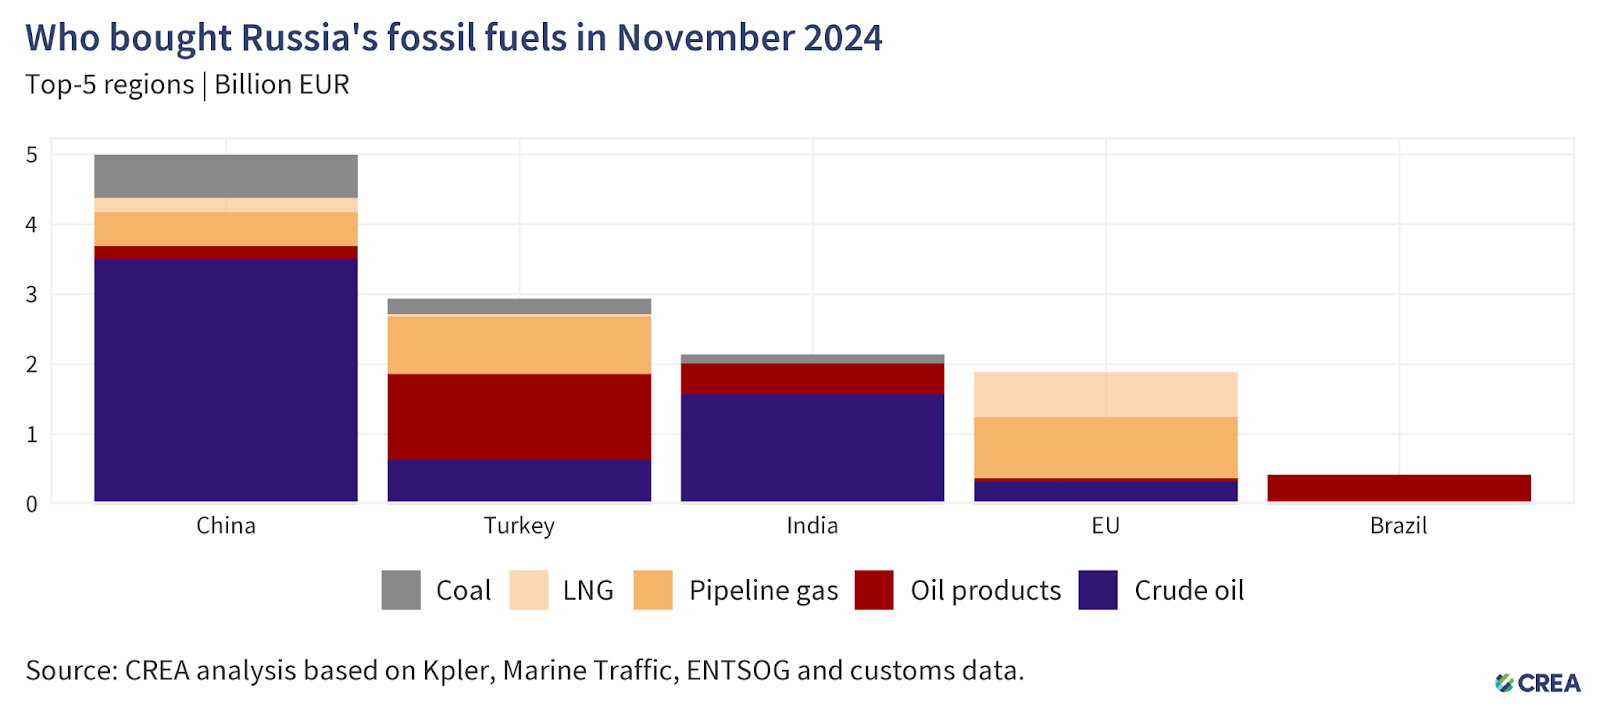 Who bought Russia's fossil fuels in November 2024
Top-5 regions | Billion EUR
5
4
3
2
1
0
China Turkey India EU Brazil
Coal LNG Pipeline gas Oil products Crude oil
Source: CREA analysis based on Kpler, Marine Traffic, ENTSOG and customs data.
CREA